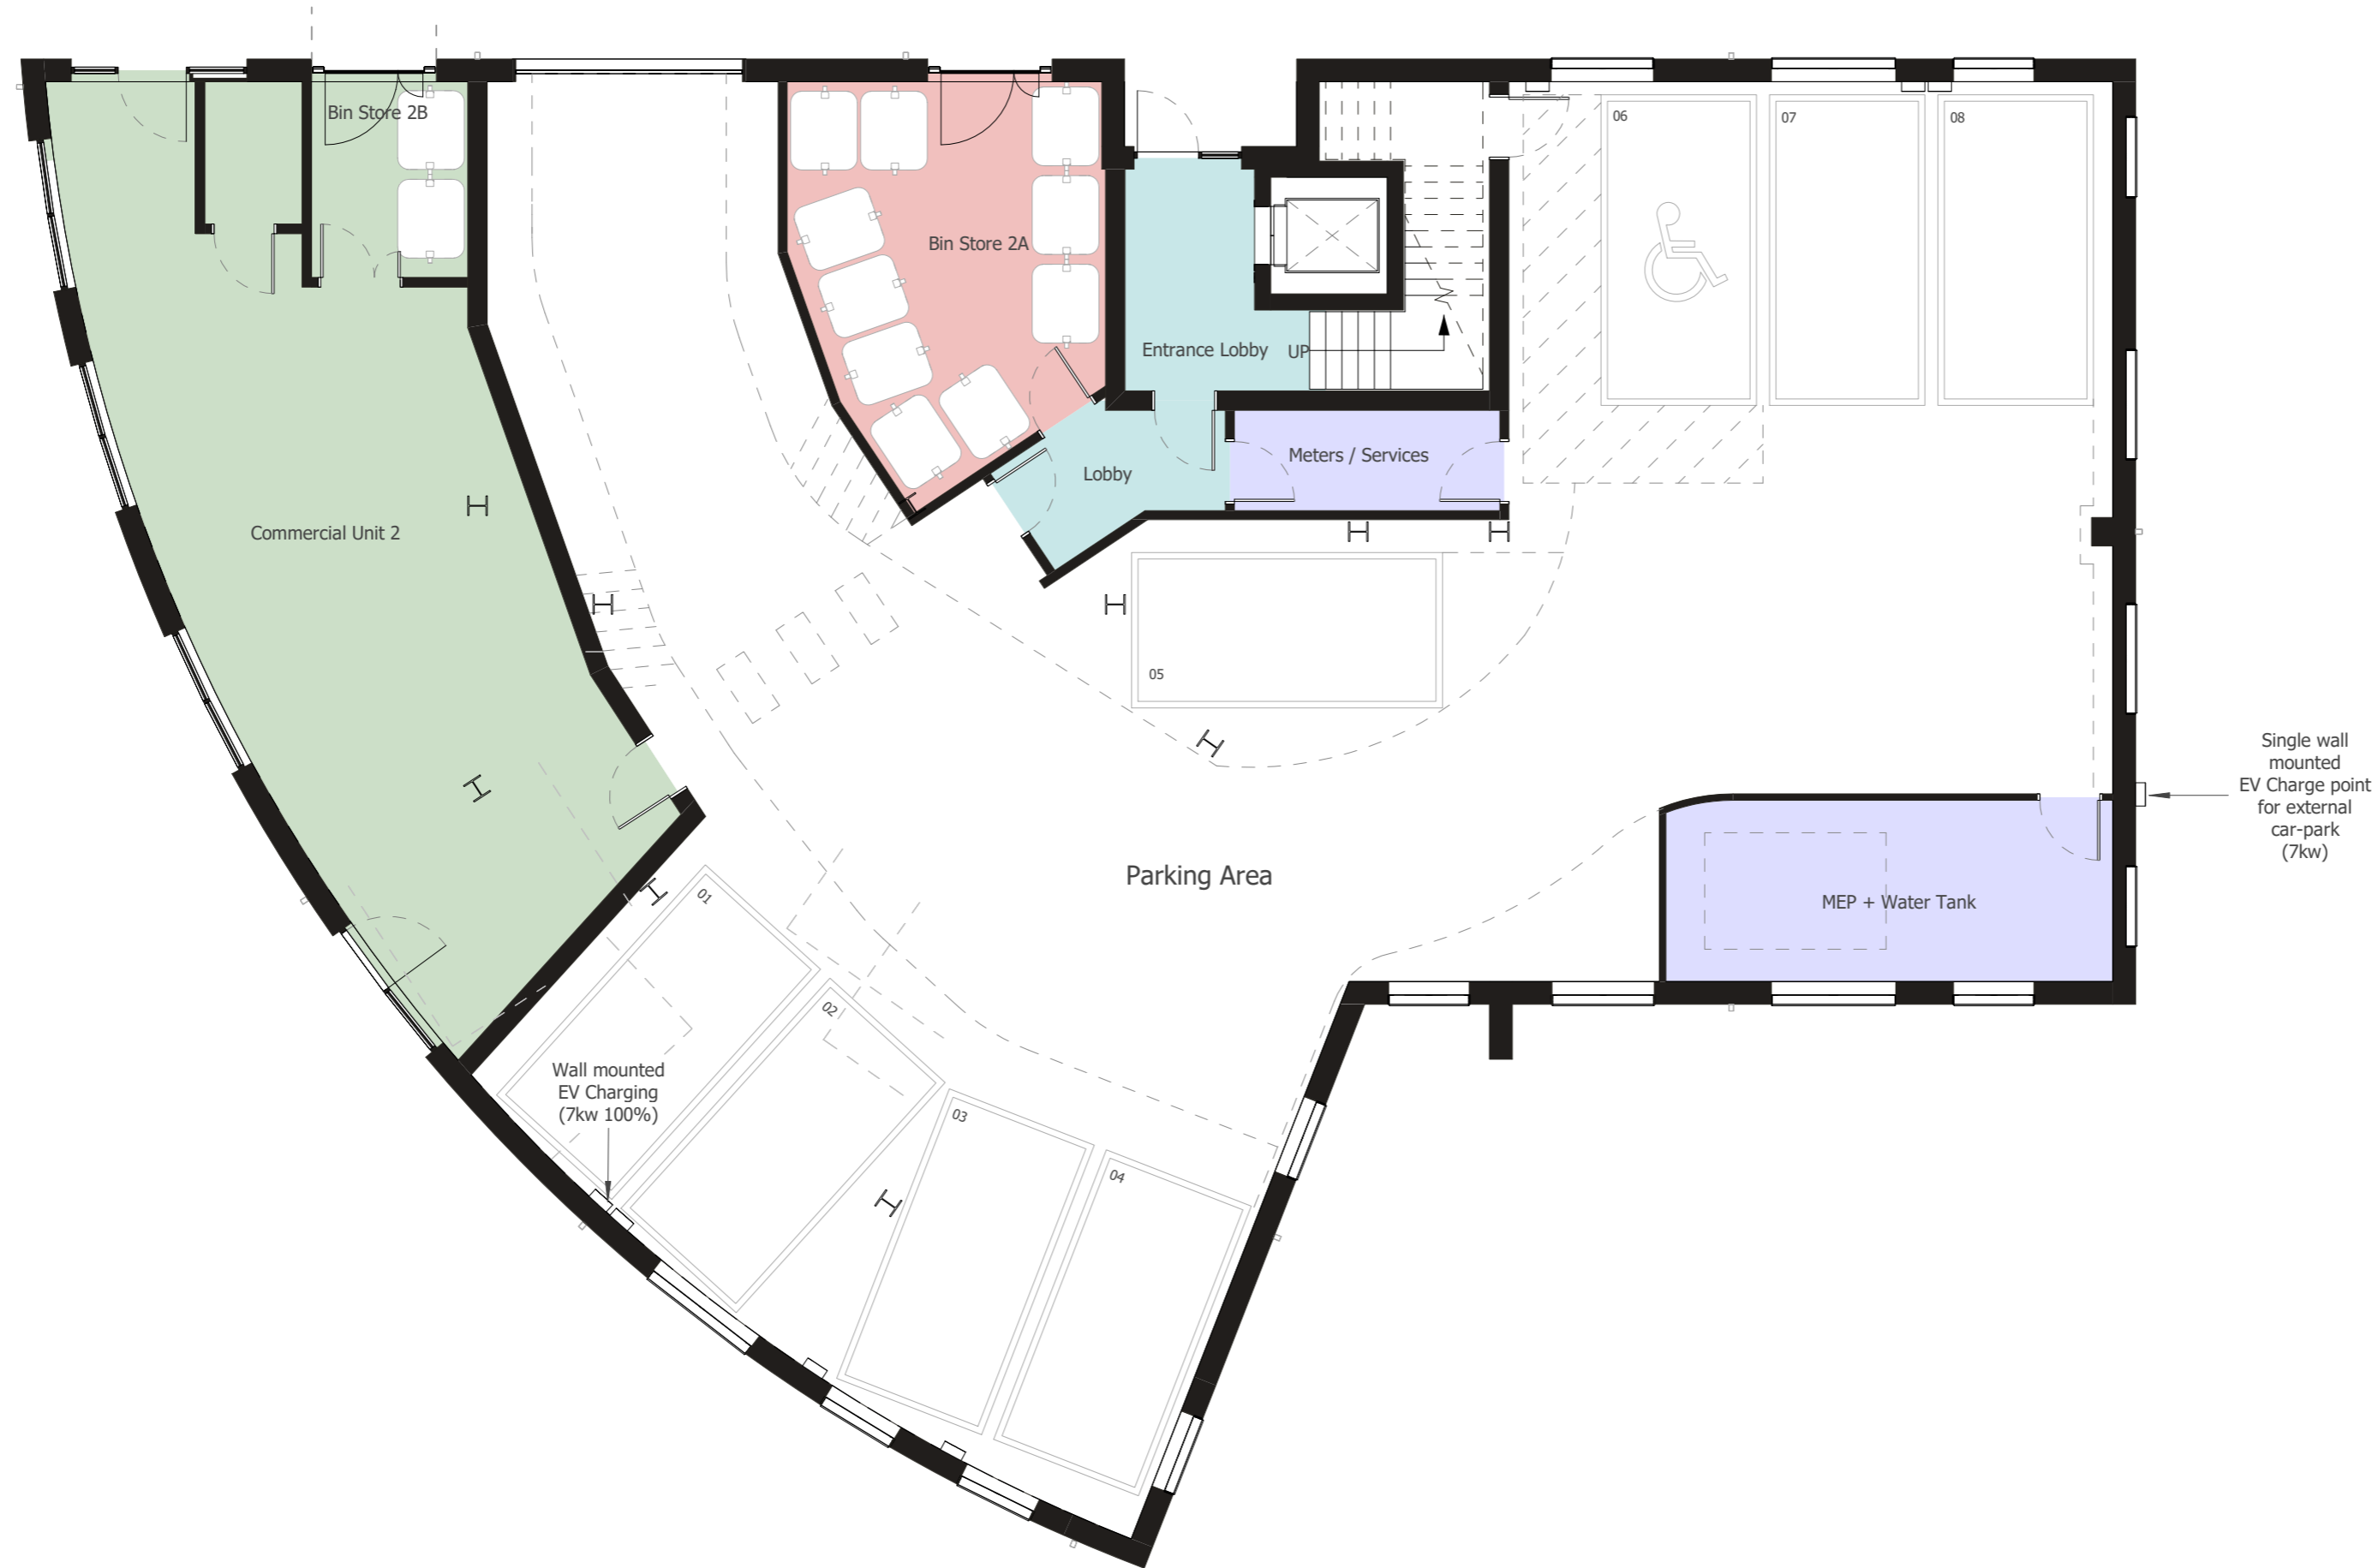 Bin Store 2B
06
07
08
Bin Store 2A
Entrance Lobby
UP
Meters / Services
Lobby
Commercial Unit 2
05
Single wall
mounted
EV Charge point
for external
car-park
(7kw)
Parking Area
01
MEP + Water Tank
02
Wall mounted
EV Charging
(7kw 100%)
03
04